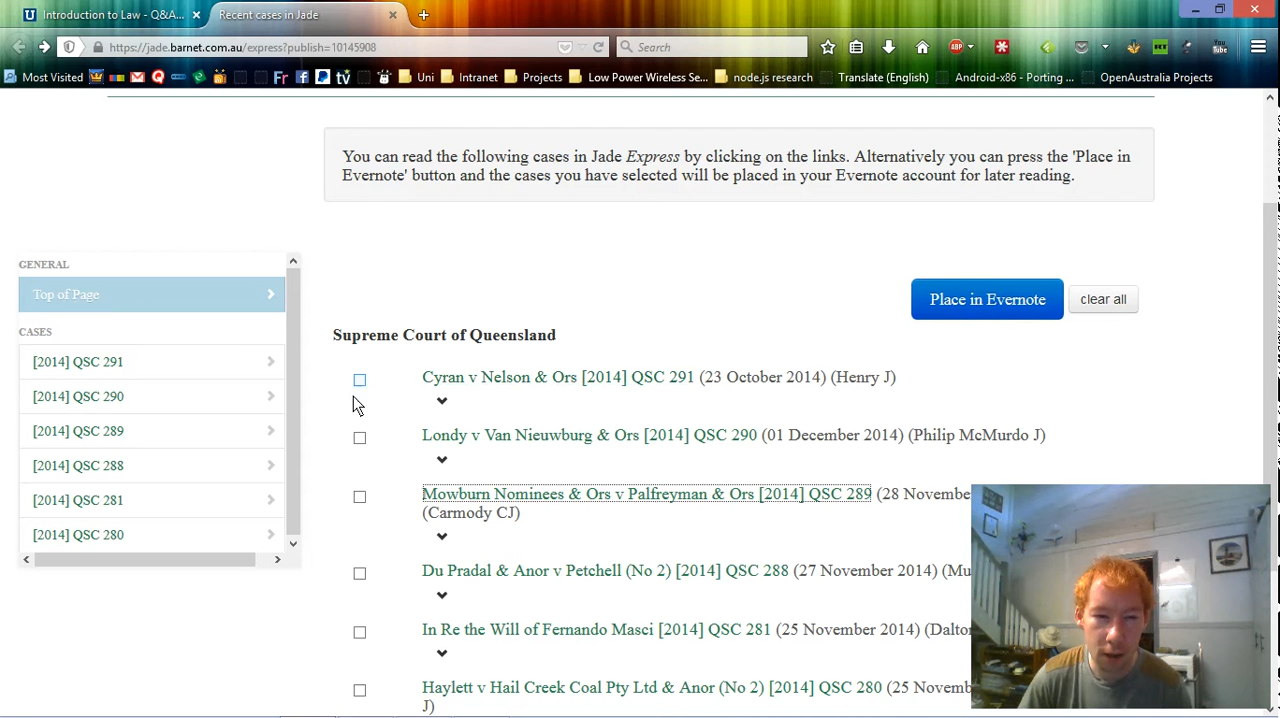 Introduction to Law - Q&A...
Recent cases in Jade
https://jade.barnet.com.au/express?publish=10145908
Search
ABP
RT
You Tube
Most Visited
Fr
tv
Uni
Intranet
Projects
Low Power Wireless Se...
node.js research
Translate (English)
Android-x86 - Porting ...
OpenAustralia Projects
You can read the following cases in Jade Express by clicking on the links. Alternatively you can press the 'Place in
Evernote' button and the cases you have selected will be placed in your Evernote account for later reading.
GENERAL
Top of Page
CASES
[2014] QSC 291
[2014] QSC 290
[2014] QSC 289
[2014] QSC 288
[2014] QSC 281
[2014] QSC 280
Place in Evernote
clear all
Supreme Court of Queensland
Cyran v Nelson & Ors [2014] QSC 291 (23 October 2014) (Henry J)
Londy v Van Nieuwburg & Ors [2014] QSC 290 (01 December 2014) (Philip McMurdo J)
Mowburn Nominees & Ors v Palfreyman & Ors [2014] QSC 289 (28 Novembe
(Carmody CJ)
Du Pradal & Anor v Petchell (No 2) [2014] QSC 288 (27 November 2014) (Mu
In Re the Will of Fernando Masci [2014] QSC 281 (25 November 2014) (Dalton
Haylett v Hail Creek Coal Pty Ltd & Anor (No 2) [2014] QSC 280 (25 Novembe
J)